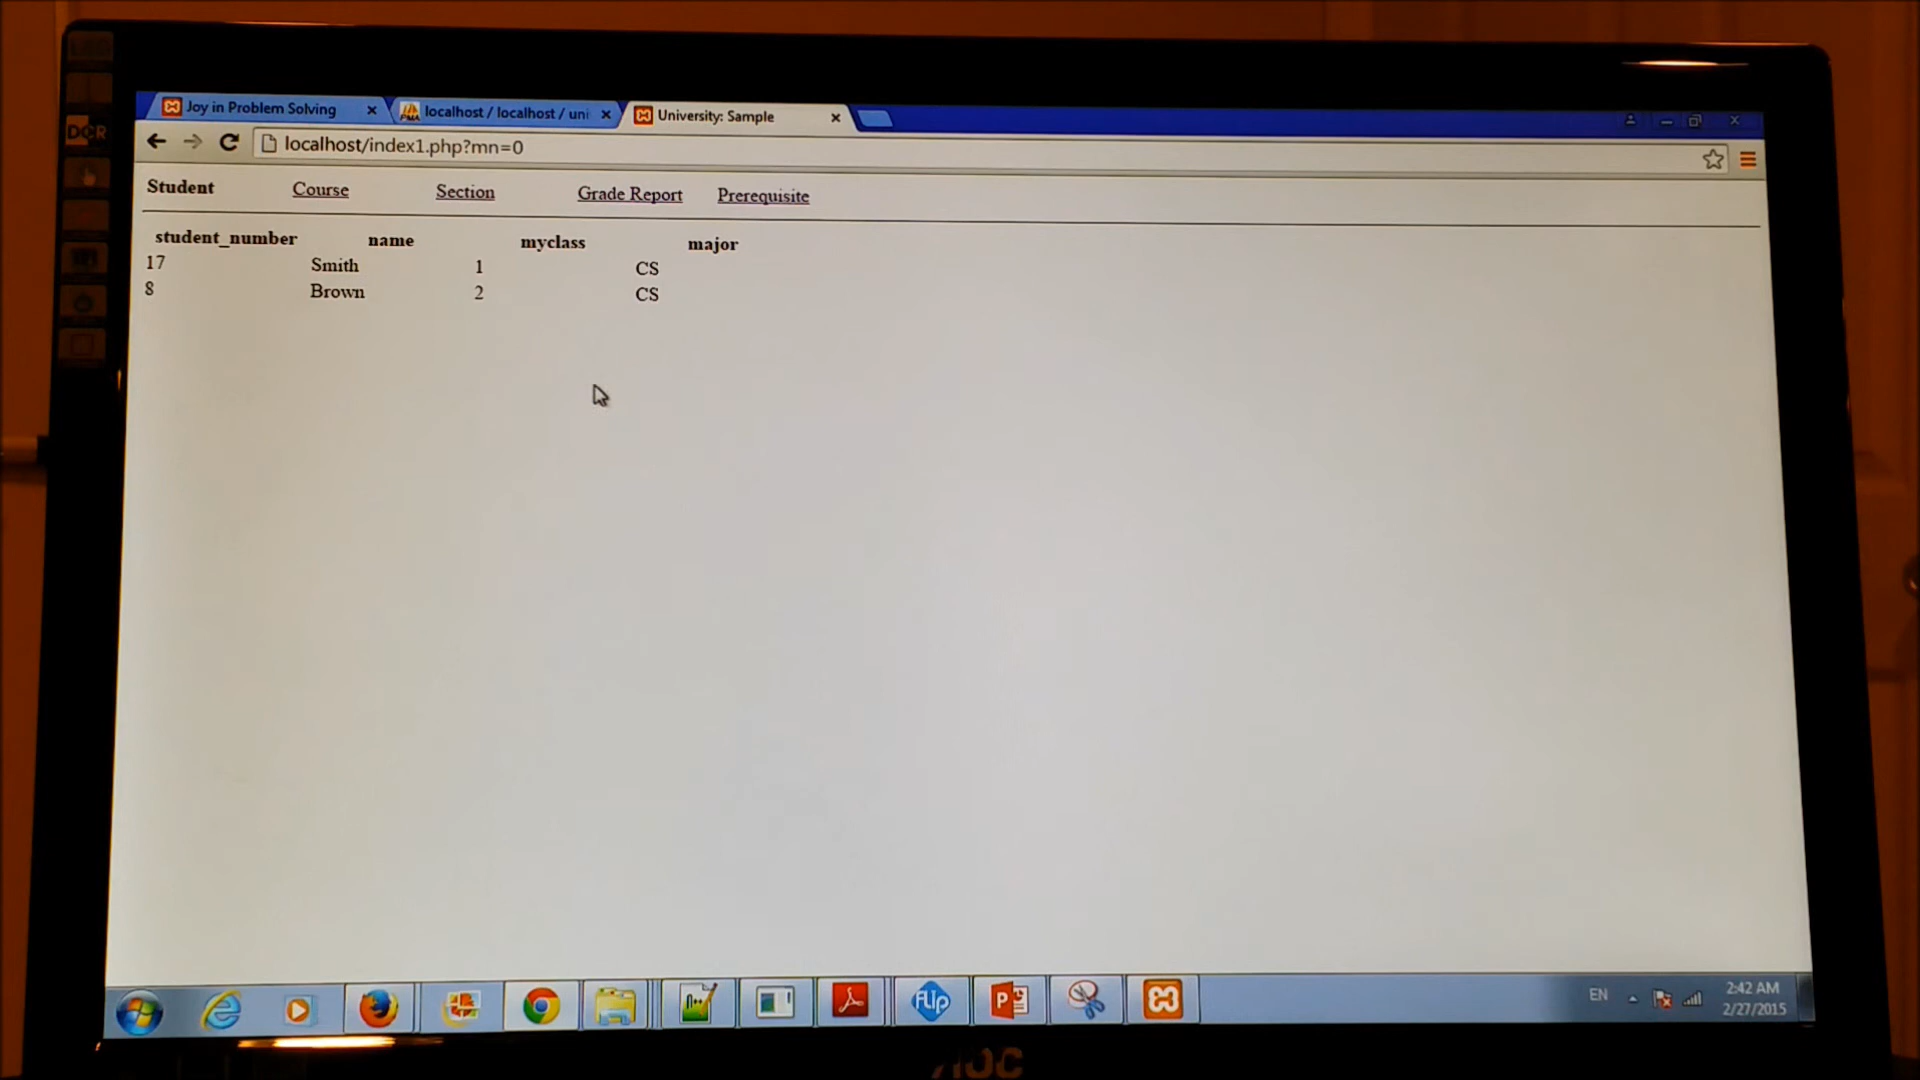 DCR
Joy in Problem Solving
localhost / localhost / uni
University: Sample
localhost/index1.php?mn=0
Student Course Section Grade Report Prerequisite
student_number name myclass major
17 Smith 1 CS
8 Brown 2 CS
EN
2:42 AM
2/27/2015
AOC